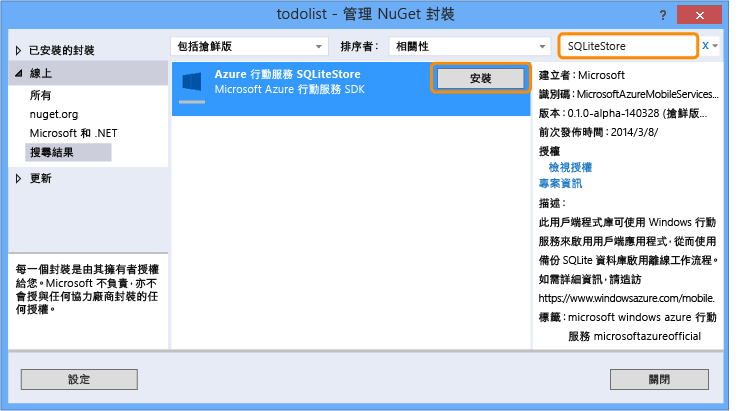 todolist - 管理 NuGet 封裝
?
已安裝的封裝
線上
所有
nuget.org
Microsoft 和 .NET
搜尋結果
更新
每一個封裝是由其擁有者授權
給您。Microsoft 不負責,亦不
會授與任何協力廠商封裝的任
何授權。
包括搶鮮版
排序者: 相關性
Azure 行動服務 SQLiteStore
Microsoft Azure 行動服務 SDK
安裝
SQLiteStore
x
建立者:Microsoft
識別碼:MicrosoftAzureMobileServices...
版本:0.1.0-alpha-140328 (搶鮮版...
前次發佈時間:2014/3/8/
授權
檢視授權
專案資訊
描述:
此用戶端程式庫可使用 Windows 行動
服務來啟用用戶端應用程式,從而使用
備份 SQLite 資料庫啟用離線工作流程。
如需詳細資訊,請造訪
https://www.windowsazure.com/mobile.
標籤:microsoft windows azure 行動
服務 microsoftazureofficial
設定
關閉